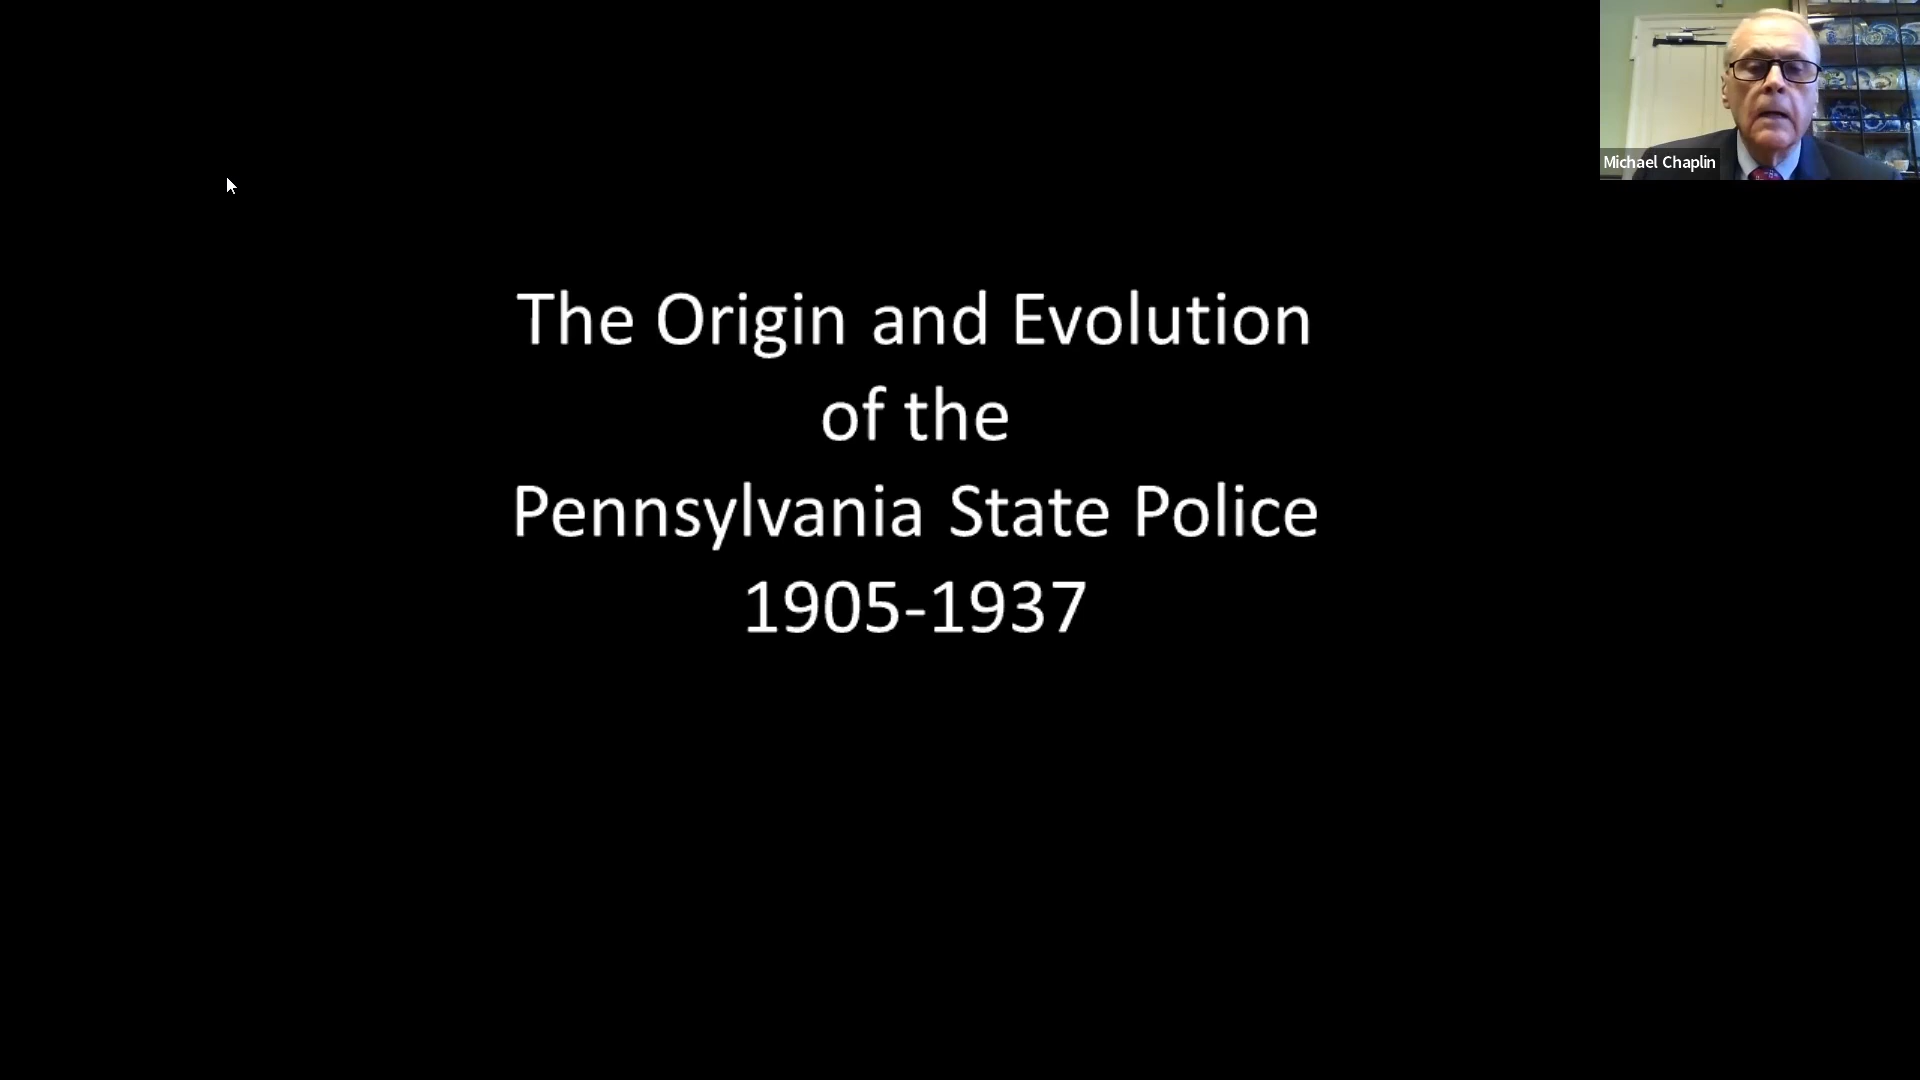 Michael Chaplin
The Origin and Evolution
of the
Pennsylvania State Police
1905-1937